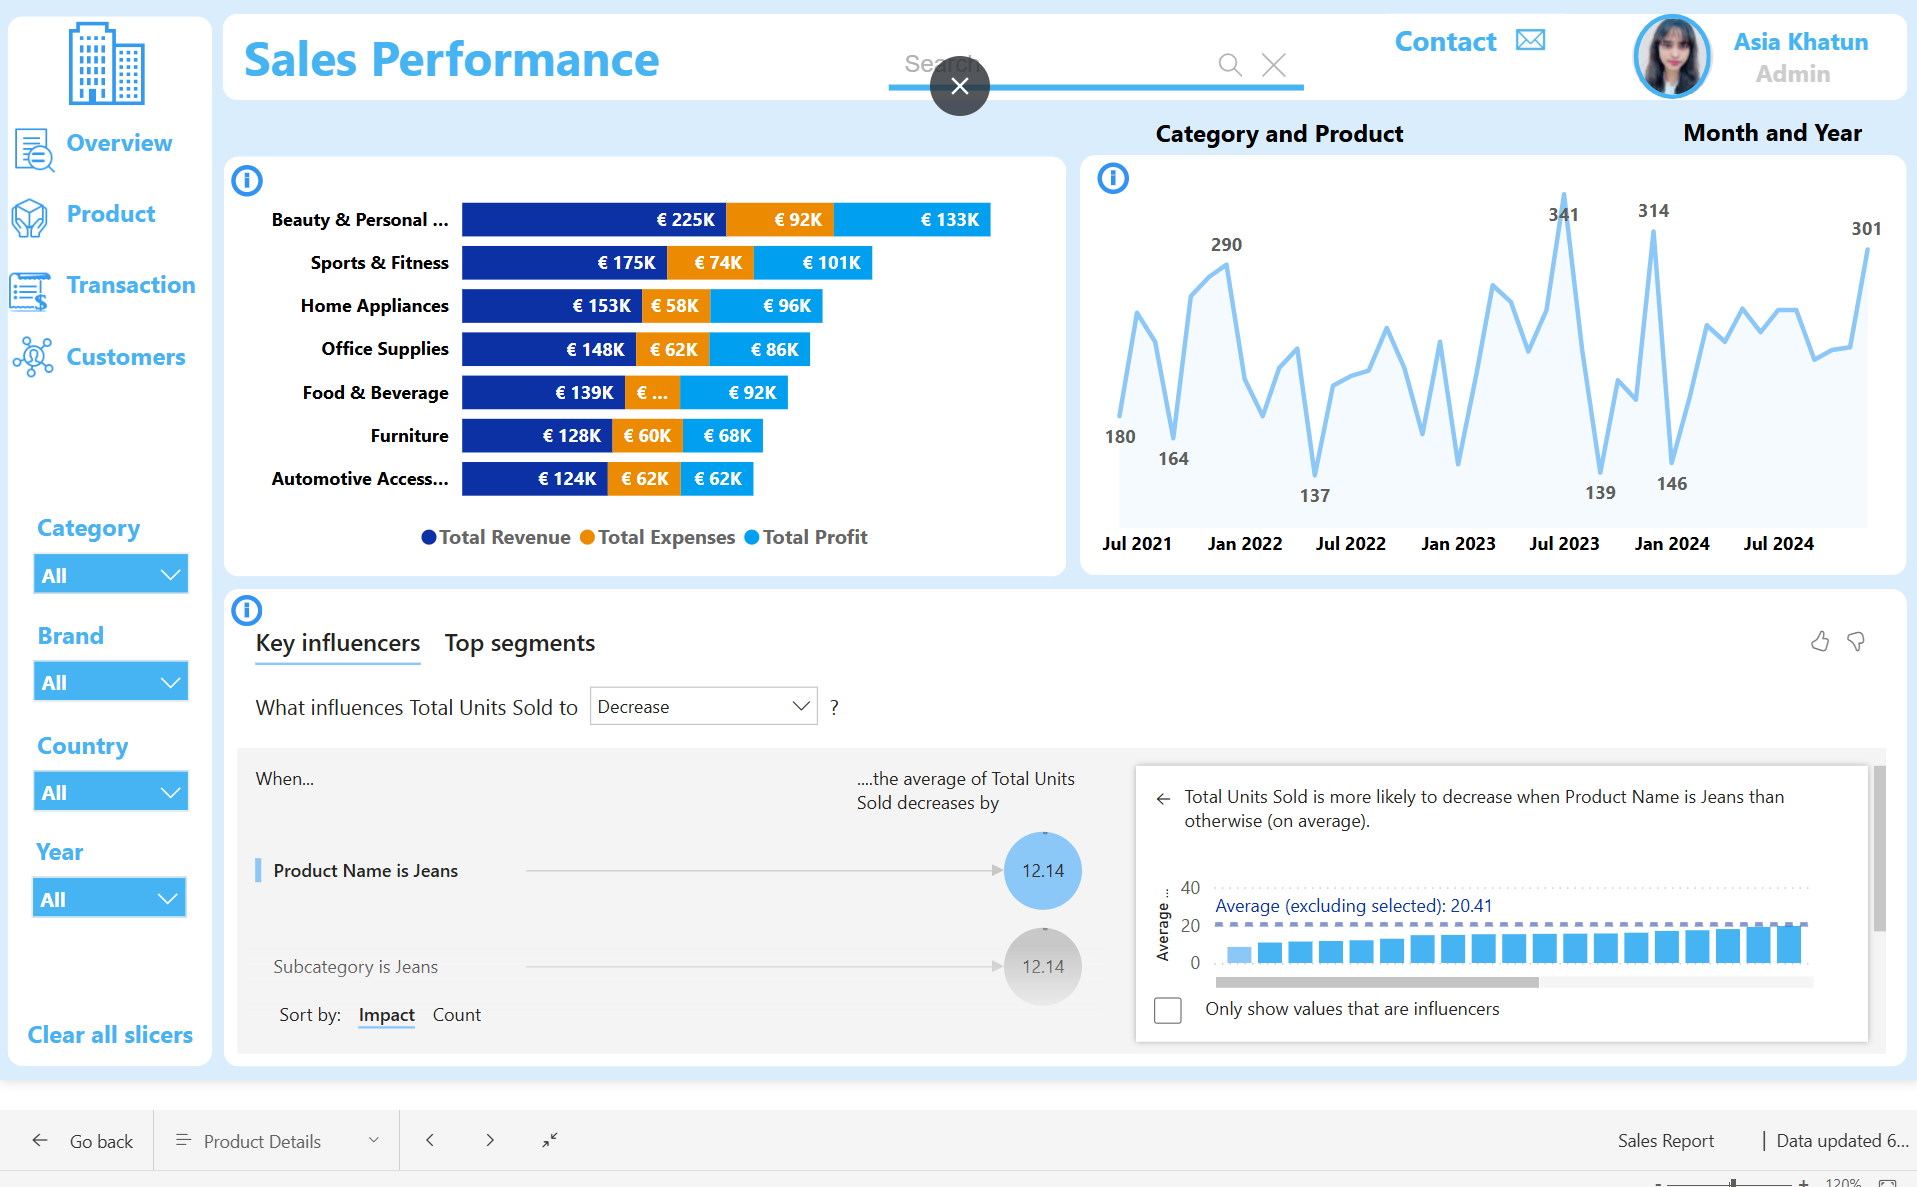 Sales Performance
Search
Contact
Asia Khatun
Admin
Overview
Product
Transaction
Customers
Category
All
Brand
All
Country
All
Year
All
Clear all slicers
Category and Product
Month and Year
Beauty & Personal ... € 225K € 92K € 133K
Sports & Fitness € 175K € 74K € 101K
Home Appliances € 153K € 58K € 96K
Office Supplies € 148K € 62K € 86K
Food & Beverage € 139K € ... € 92K
Furniture € 128K € 60K € 68K
Automotive Access... € 124K € 62K € 62K
Total Revenue Total Expenses Total Profit
341
314
301
290
180
164
146
139
137
Jul 2021 Jan 2022 Jul 2022 Jan 2023 Jul 2023 Jan 2024 Jul 2024
Key influencers Top segments
What influences Total Units Sold to Decrease ?
When...
....the average of Total Units
Sold decreases by
Product Name is Jeans 12.14
Subcategory is Jeans 12.14
Sort by: Impact Count
Total Units Sold is more likely to decrease when Product Name is Jeans than
otherwise (on average).
Average ...
40
Average (excluding selected): 20.41
20
0
Only show values that are influencers
Go back Product Details Sales Report | Data updated 6...
- + 120%